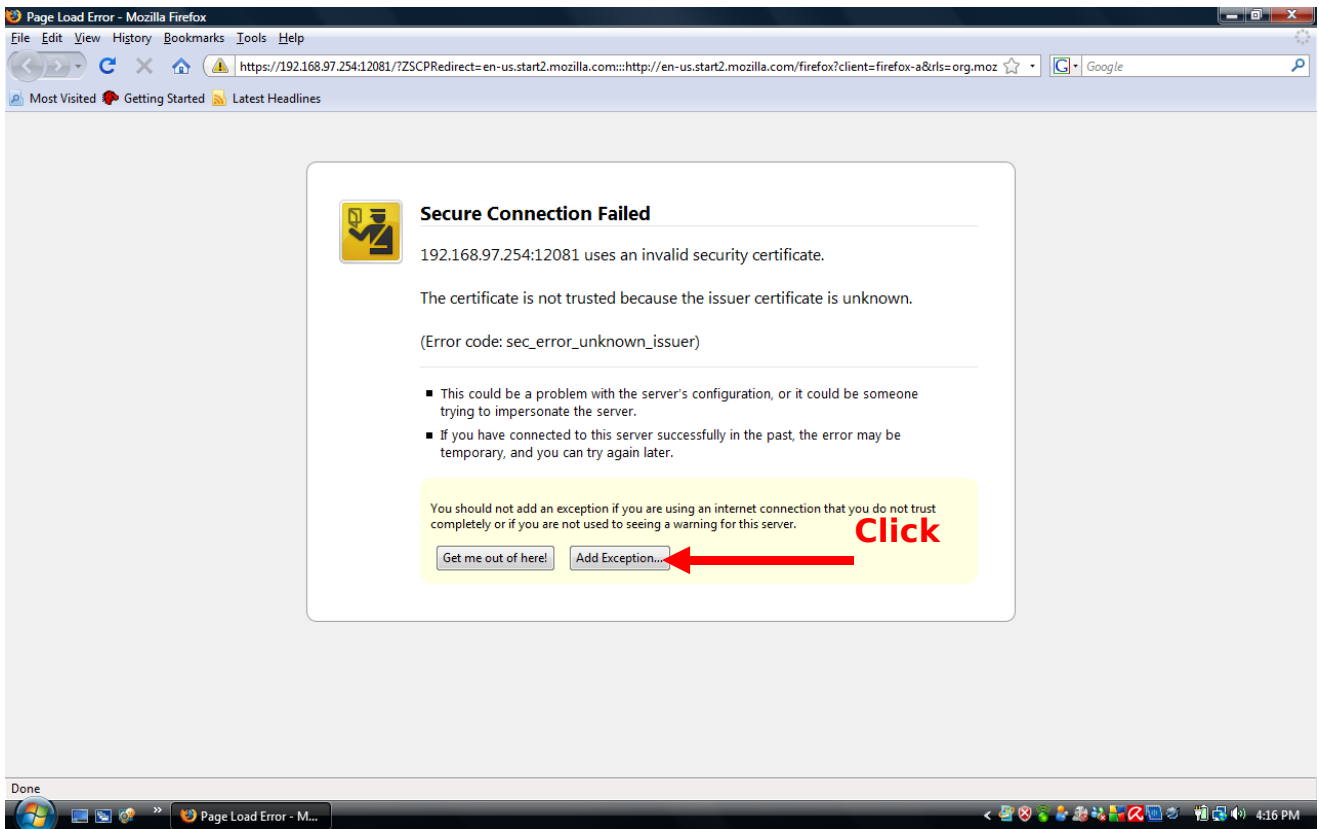 Page Load Error - Mozilla Firefox
File Edit View History Bookmarks Tools Help
https://192.168.97.254:12081/?ZSCPRedirect=en-us.start2.mozilla.com:::http://en-us.start2.mozilla.com/firefox?client=firefox-a&rls=org.moz
G Google
Most Visited Getting Started Latest Headlines
Secure Connection Failed
192.168.97.254:12081 uses an invalid security certificate.
The certificate is not trusted because the issuer certificate is unknown.
(Error code: sec_error_unknown_issuer)
This could be a problem with the server's configuration, or it could be someone
trying to impersonate the server.
If you have connected to this server successfully in the past, the error may be
temporary, and you can try again later.
You should not add an exception if you are using an internet connection that you do not trust
completely or if you are not used to seeing a warning for this server.
Click
Get me out of here! Add Exception...
Done
Page Load Error - M...
4:16 PM